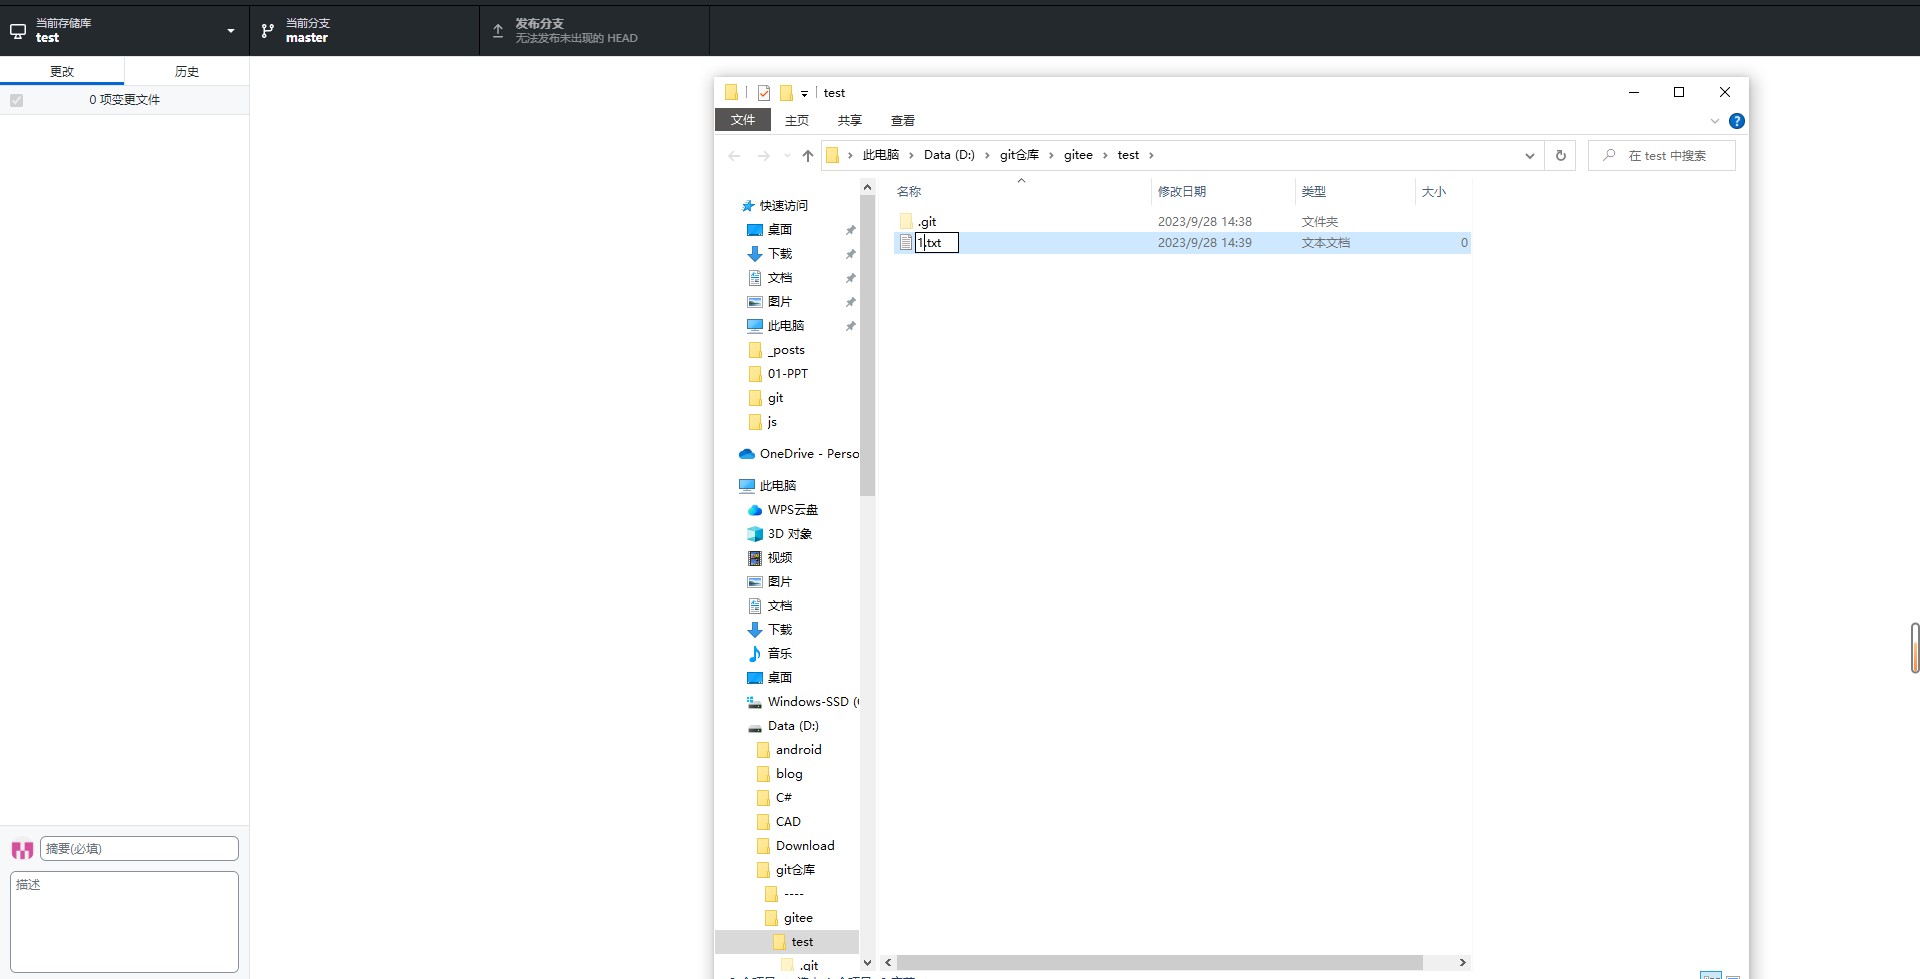 当前存储库
test
当前分支
master
发布分支
无法发布未出现的 HEAD
更改
历史
0 项变更文件
摘要(必填)
描述
test
文件
主页
共享
查看
此电脑 › Data (D:) › git仓库 › gitee › test ›
在 test 中搜索
快速访问
桌面
下载
文档
图片
此电脑
_posts
01-PPT
git
js
OneDrive - Perso
此电脑
WPS云盘
3D 对象
视频
图片
文档
下载
音乐
桌面
Windows-SSD (
Data (D:)
android
blog
C#
CAD
Download
git仓库
----
gitee
test
.git
名称 修改日期 类型 大小
.git 2023/9/28 14:38 文件夹
1.txt 2023/9/28 14:39 文本文档 0